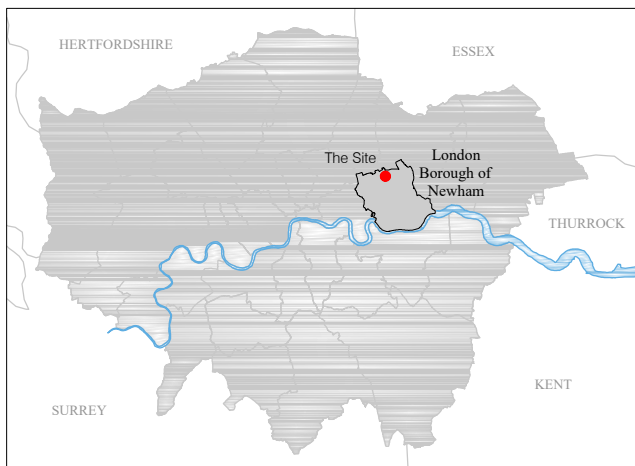 HERTFORDSHIRE
ESSEX
The Site
London
Borough of
Newham
THURROCK
KENT
SURREY